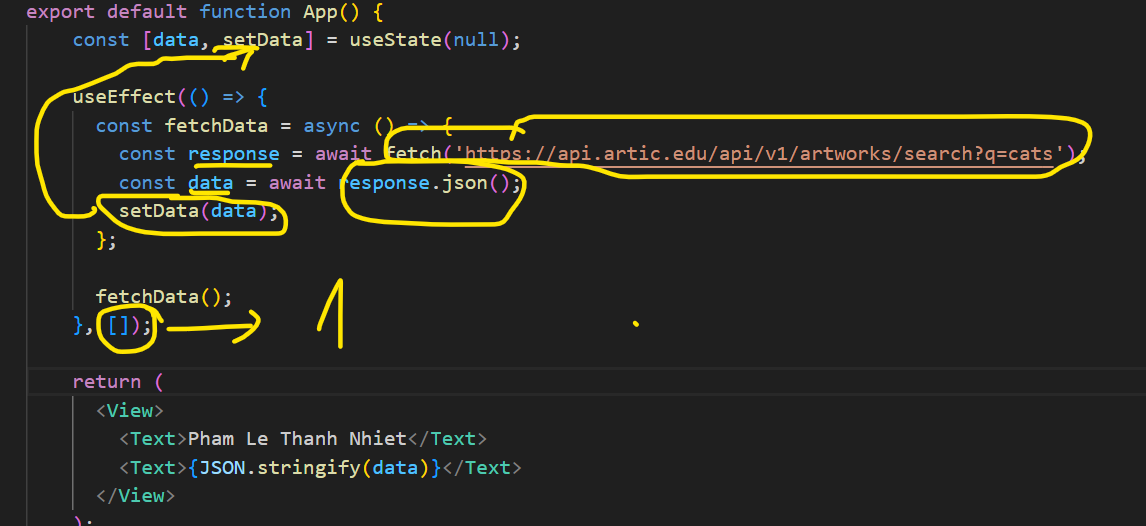 export default function App() {
const [data, setData] = useState(null);
useEffect(() => {
const fetchData = async () => {
const response = await fetch('https://api.artic.edu/api/v1/artworks/search?q=cats');
const data = await response.json();
setData(data);
};
fetchData();
}, []);
1
return (
<View>
<Text>Pham Le Thanh Nhiet</Text>
<Text>{JSON.stringify(data)}</Text>
</View>
);